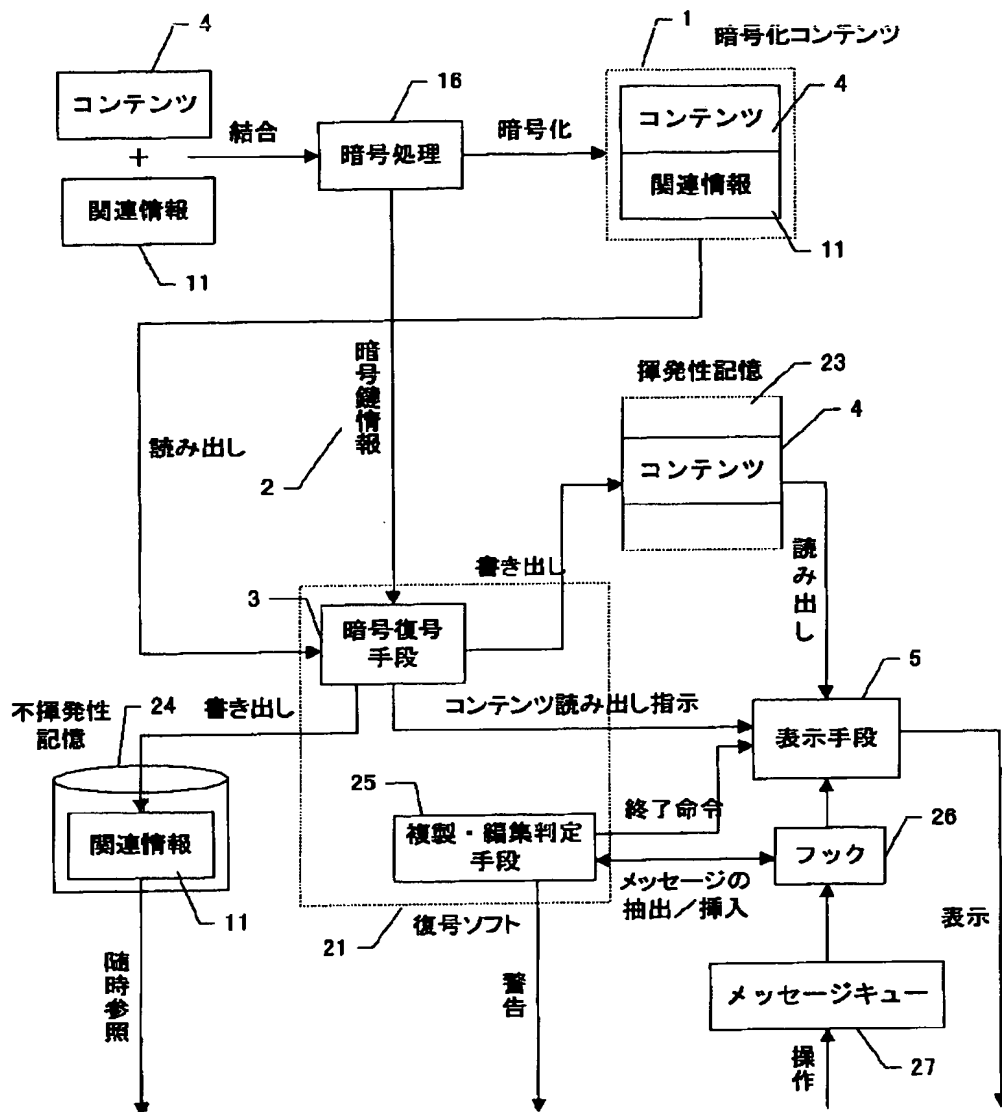 4
コンテンツ
+
関連情報
11
結合
16
暗号処理
暗号化
1
暗号化コンテンツ
コンテンツ
4
関連情報
11
読み出し
暗号鍵情報
2
揮発性記憶
23
コンテンツ
4
書き出し
読み出し
3
暗号復号
手段
コンテンツ読み出し指示
5
表示手段
不揮発性
記憶
24
書き出し
関連情報
11
25
複製・編集判定
手段
終了命令
メッセージの
抽出/挿入
フック
26
21
復号ソフト
随時参照
警告
メッセージキュー
27
操作
表示